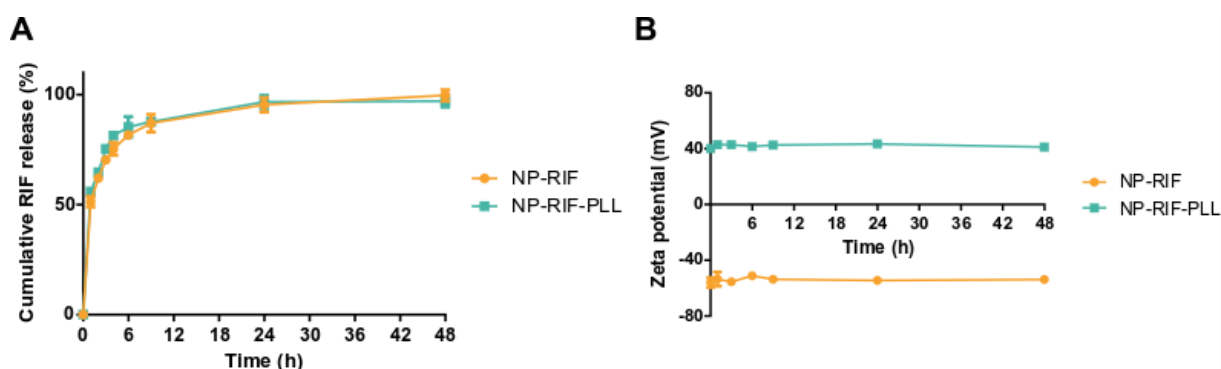 A
Cumulative RIF release (%)
100
50
0
0 6 12 18 24 30 36 42 48
Time (h)
NP-RIF
NP-RIF-PLL
B
Zeta potential (mV)
80
40
0
-40
-80
6 12 18 24 30 36 42 48
Time (h)
NP-RIF
NP-RIF-PLL